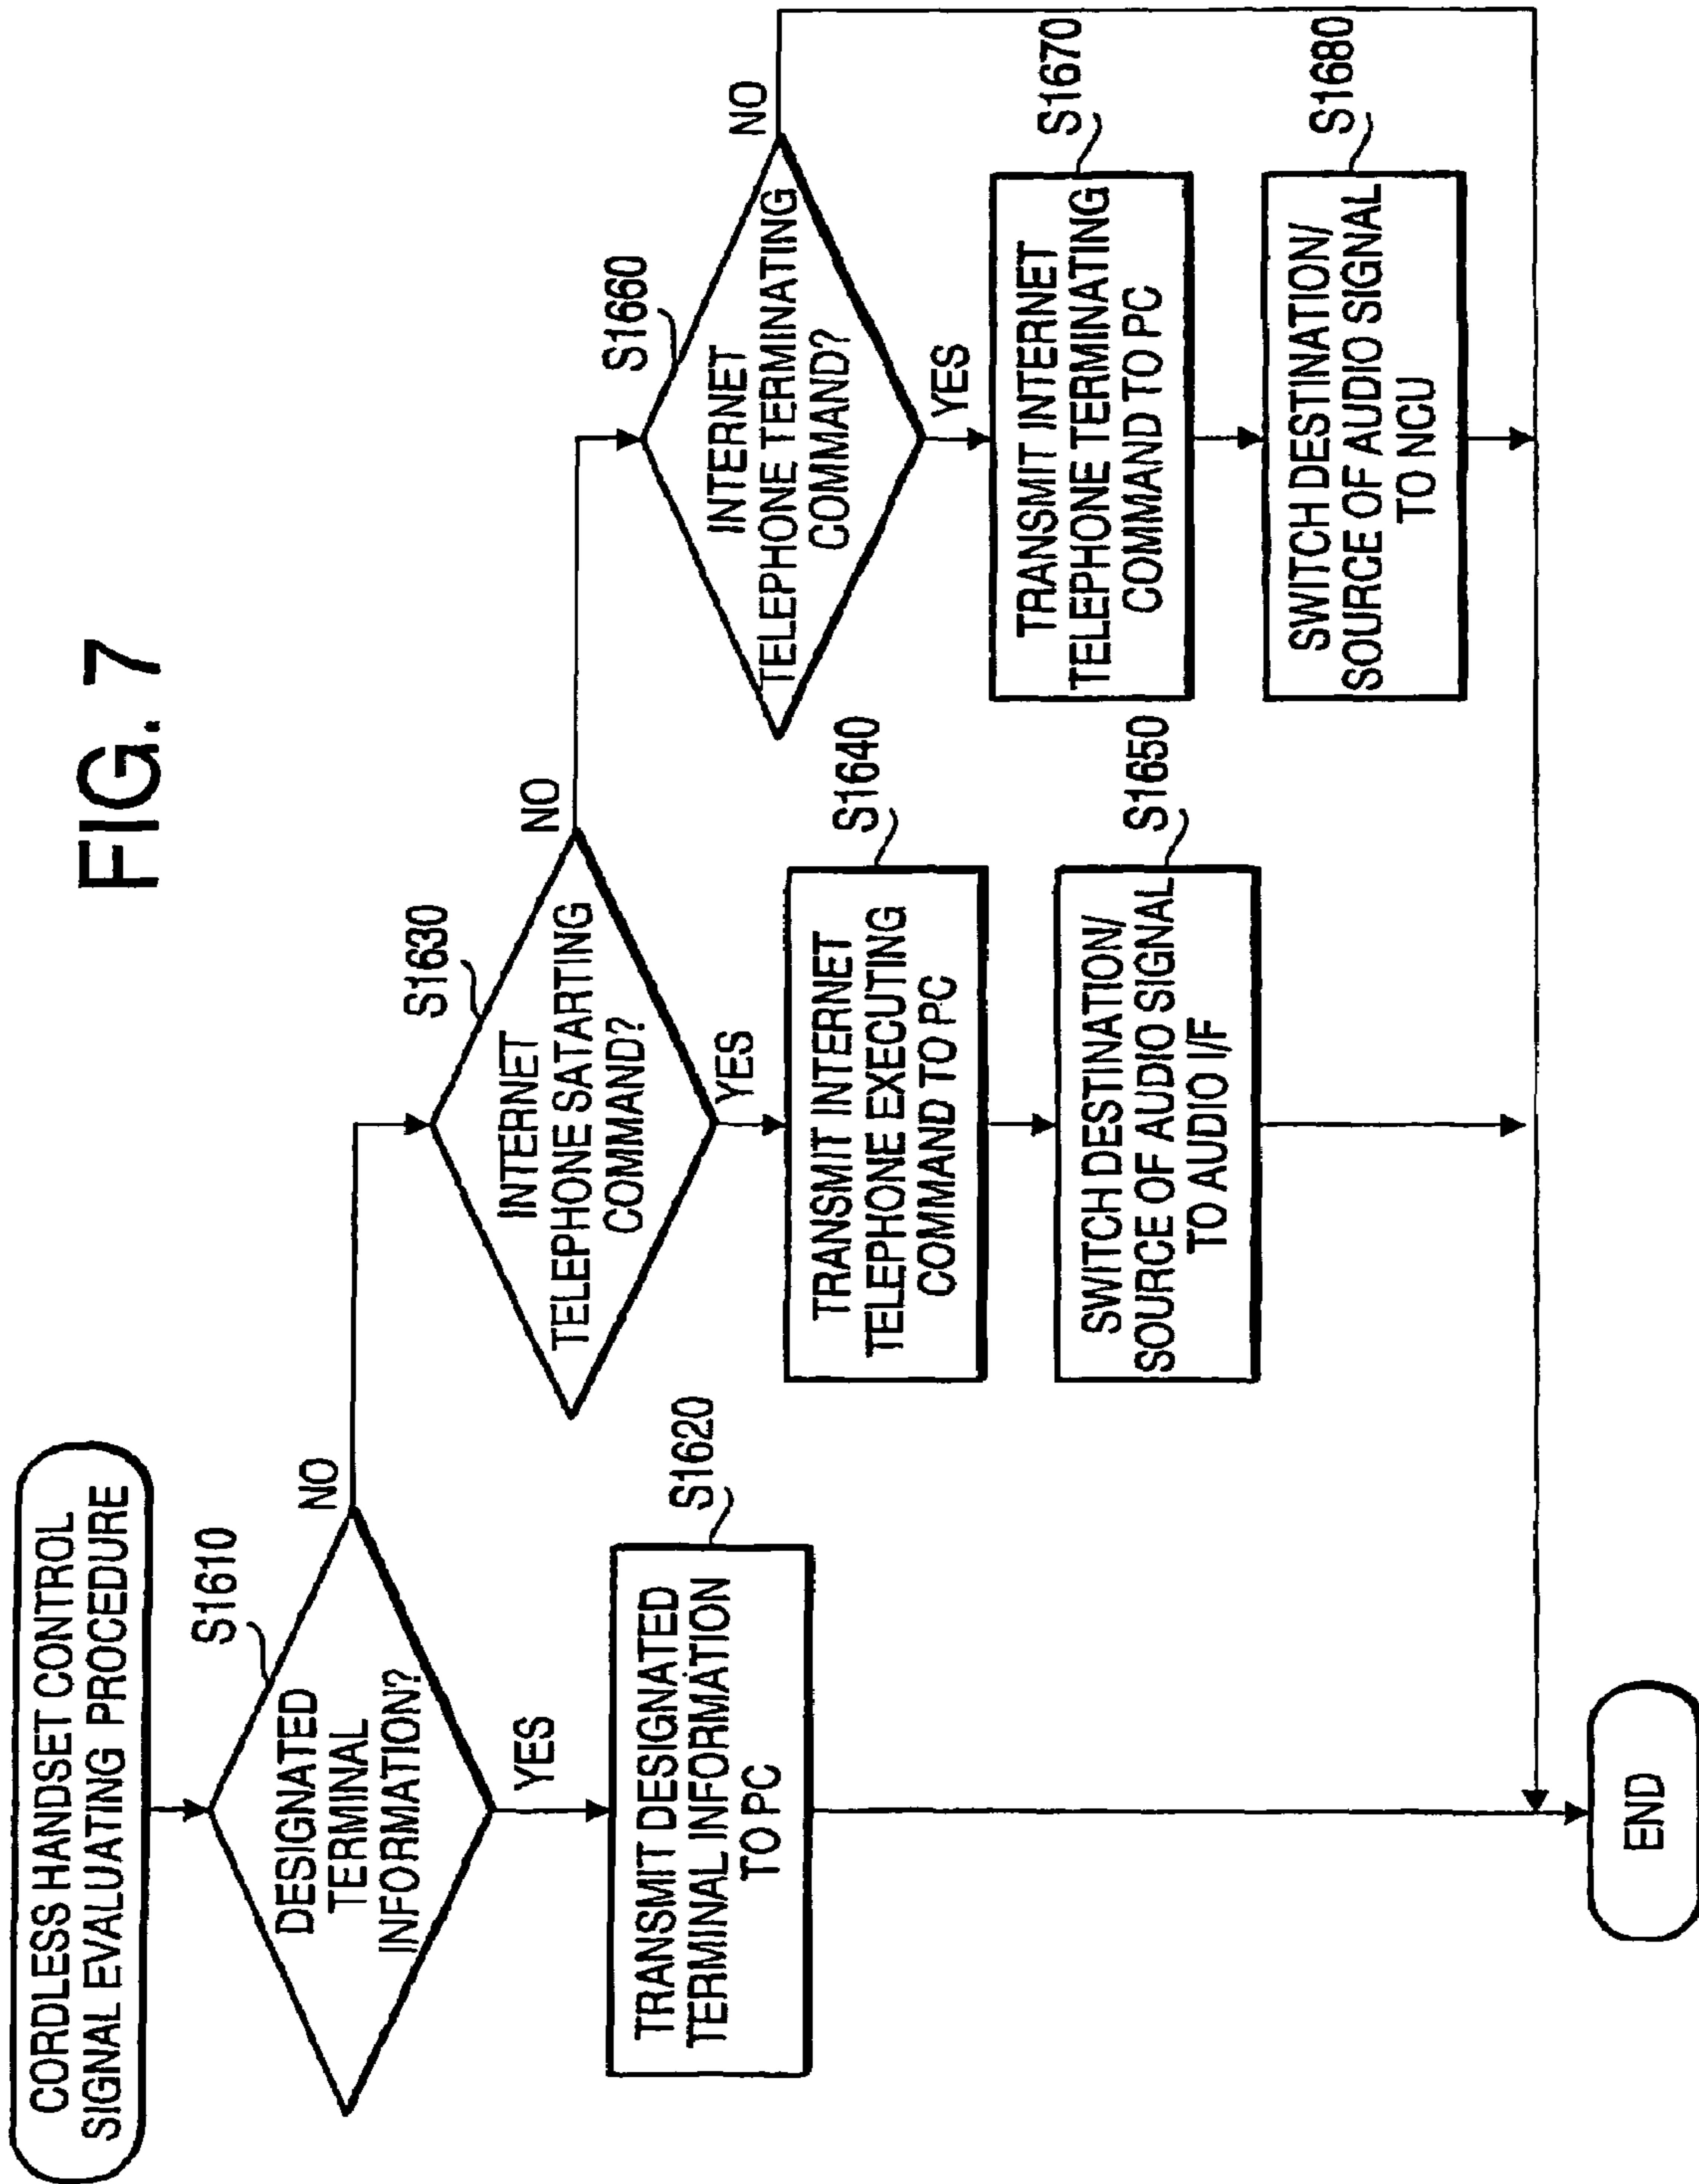 FIG. 7
CORDLESS HANDSET CONTROL
SIGNAL EVALUATING PROCEDURE
S1610
DESIGNATED
TERMINAL
INFORMATION?
NO
YES
S1620
TRANSMIT DESIGNATED
TERMINAL INFORMATION
TO PC
S1630
INTERNET
TELEPHONE SATARTING
COMMAND?
NO
YES
S1640
TRANSMIT INTERNET
TELEPHONE EXECUTING
COMMAND TO PC
S1650
SWITCH DESTINATION/
SOURCE OF AUDIO SIGNAL
TO AUDIO I/F
S1660
INTERNET
TELEPHONE TERMINATING
COMMAND?
NO
YES
S1670
TRANSMIT INTERNET
TELEPHONE TERMINATING
COMMAND TO PC
S1680
SWITCH DESTINATION/
SOURCE OF AUDIO SIGNAL
TO NCU
END